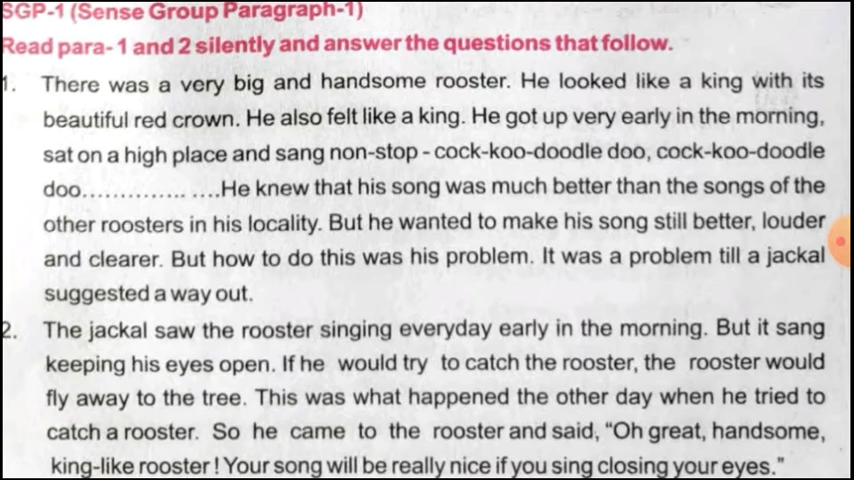 SGP-1 (Sense Group Paragraph-1)
Read para- 1 and 2 silently and answer the questions that follow.
1. There was a very big and handsome rooster. He looked like a king with its
beautiful red crown. He also felt like a king. He got up very early in the morning,
sat on a high place and sang non-stop - cock-koo-doodle doo, cock-koo-doodle
doo..................He knew that his song was much better than the songs of the
other roosters in his locality. But he wanted to make his song still better, louder
and clearer. But how to do this was his problem. It was a problem till a jackal
suggested a way out.
2. The jackal saw the rooster singing everyday early in the morning. But it sang
keeping his eyes open. If he would try to catch the rooster, the rooster would
fly away to the tree. This was what happened the other day when he tried to
catch a rooster. So he came to the rooster and said, “Oh great, handsome,
king-like rooster ! Your song will be really nice if you sing closing your eyes.”